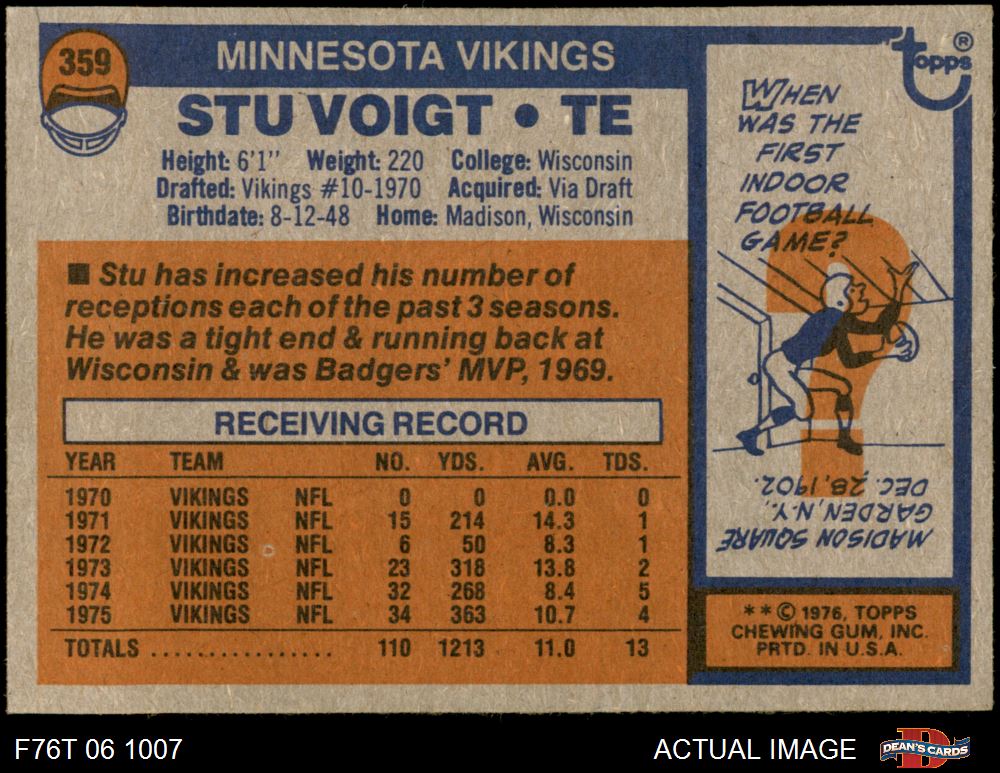 359
MINNESOTA VIKINGS
STU VOIGT • TE
Height: 6'1" Weight: 220 College: Wisconsin
Drafted: Vikings #10-1970 Acquired: Via Draft
Birthdate: 8-12-48 Home: Madison, Wisconsin
■ Stu has increased his number of
receptions each of the past 3 seasons.
He was a tight end & running back at
Wisconsin & was Badgers' MVP, 1969.
RECEIVING RECORD
YEAR TEAM NO. YDS. AVG. TDS.
1970 VIKINGS NFL 0 0 0.0 0
1971 VIKINGS NFL 15 214 14.3 1
1972 VIKINGS NFL 6 50 8.3 1
1973 VIKINGS NFL 23 318 13.8 2
1974 VIKINGS NFL 32 268 8.4 5
1975 VIKINGS NFL 34 363 10.7 4
TOTALS ................ 110 1213 11.0 13
topps ®
WHEN
WAS THE
FIRST
INDOOR
FOOTBALL
GAME?
MADISON SQUARE
GARDEN, N.Y.,
DEC. 28, 1902.
** © 1976, TOPPS
CHEWING GUM, INC.
PRTD. IN U.S.A.
F76T 06 1007
ACTUAL IMAGE
DEAN'S CARDS